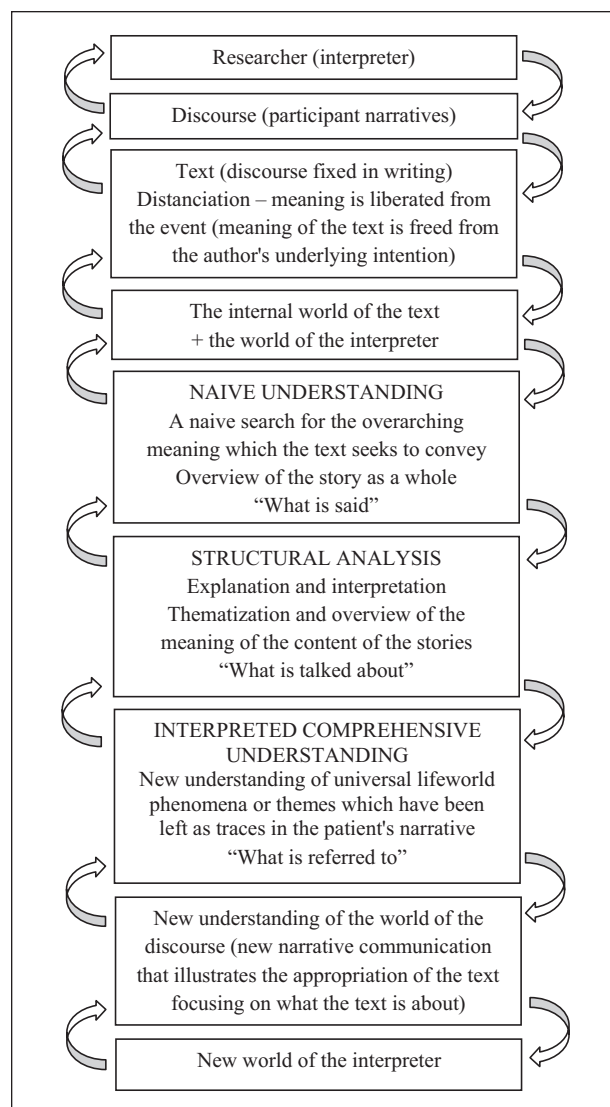 Researcher (interpreter)
Discourse (participant narratives)
Text (discourse fixed in writing)
Distanciation – meaning is liberated from
the event (meaning of the text is freed from
the author's underlying intention)
The internal world of the text
+ the world of the interpreter
NAIVE UNDERSTANDING
A naive search for the overarching
meaning which the text seeks to convey
Overview of the story as a whole
“What is said”
STRUCTURAL ANALYSIS
Explanation and interpretation
Thematization and overview of the
meaning of the content of the stories
“What is talked about”
INTERPRETED COMPREHENSIVE
UNDERSTANDING
New understanding of universal lifeworld
phenomena or themes which have been
left as traces in the patient's narrative
“What is referred to”
New understanding of the world of the
discourse (new narrative communication
that illustrates the appropriation of the text
focusing on what the text is about)
New world of the interpreter